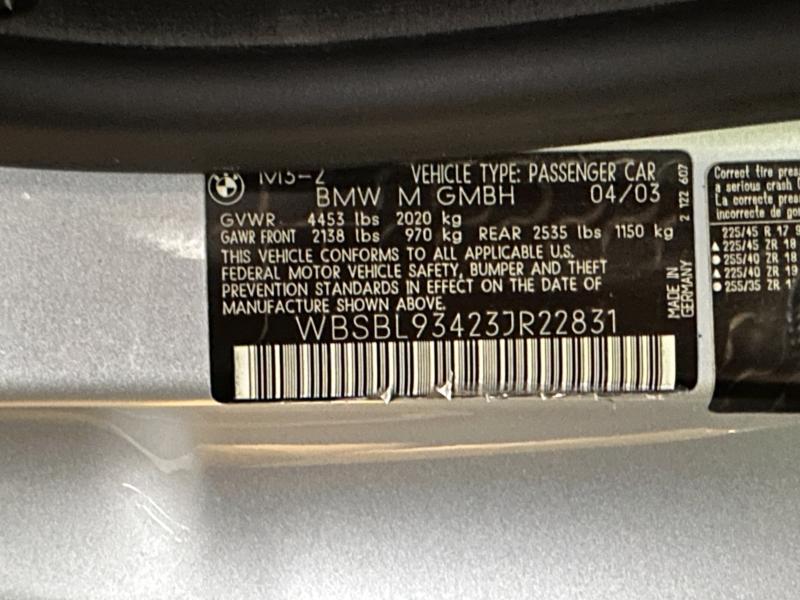 M3-2 VEHICLE TYPE: PASSENGER CAR
BMW M GMBH 04/03
GVWR 4453 lbs 2020 kg
GAWR FRONT 2138 lbs 970 kg REAR 2535 lbs 1150 kg
THIS VEHICLE CONFORMS TO ALL APPLICABLE U.S.
FEDERAL MOTOR VEHICLE SAFETY, BUMPER AND THEFT
PREVENTION STANDARDS IN EFFECT ON THE DATE OF
MANUFACTURE SHOWN ABOVE.
WBSBL93423JR22831
MADE IN
GERMANY
2 122 607
Correct tire pres
a serious crash
La correcte pres
incorrecte de go
225/45 R 17 9
225/45 ZR 18
255/40 ZR 18
225/40 ZR 19
255/35 ZR 1